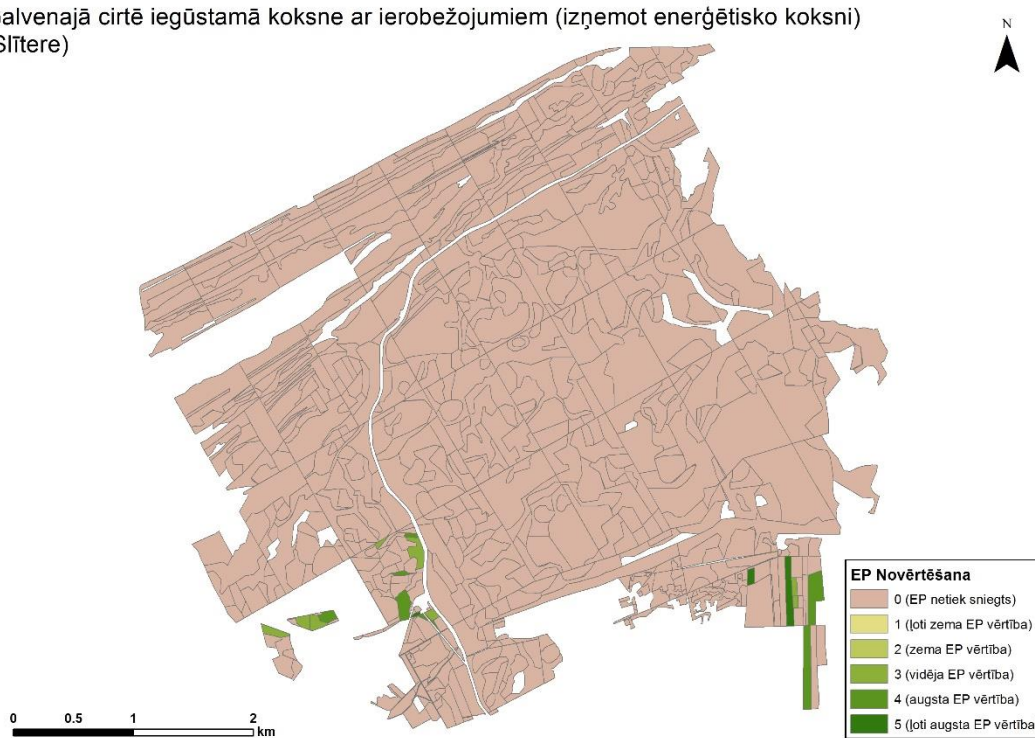 Galvenajā cirtē iegūstamā koksne ar ierobežojumiem (izņemot enerģētisko koksni)
Slītere)
N
EP Novērtēšana
0 (EP netiek sniegts)
1 (ļoti zema EP vērtība)
2 (zema EP vērtība)
3 (vidēja EP vērtība)
4 (augsta EP vērtība)
5 (ļoti augsta EP vērtība
0 0.5 1 2
km